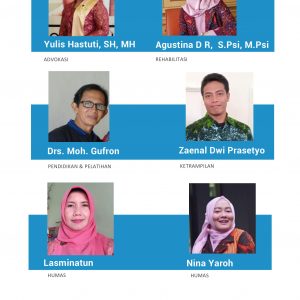 Yulis Hastuti, SH, MH
ADVOKASI
Agustina D R, S.Psi, M.Psi
REHABILITASI
Drs. Moh. Gufron
PENDIDIKAN & PELATIHAN
Zaenal Dwi Prasetyo
KETRAMPILAN
Lasminatun
HUMAS
Nina Yaroh
HUMAS